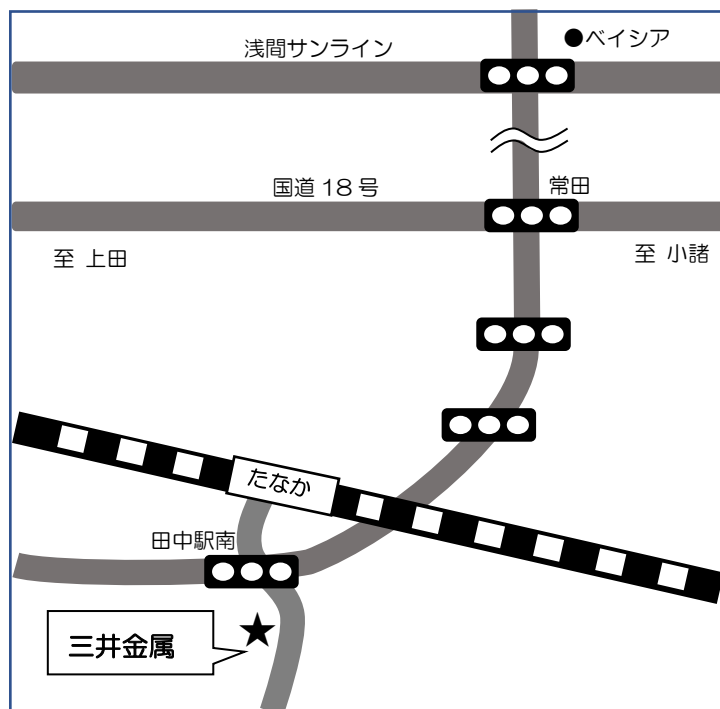 ●ベイシア
浅間サンライン
国道 18 号
常田
至 上田
至 小諸
たなか
田中駅南
三井金属